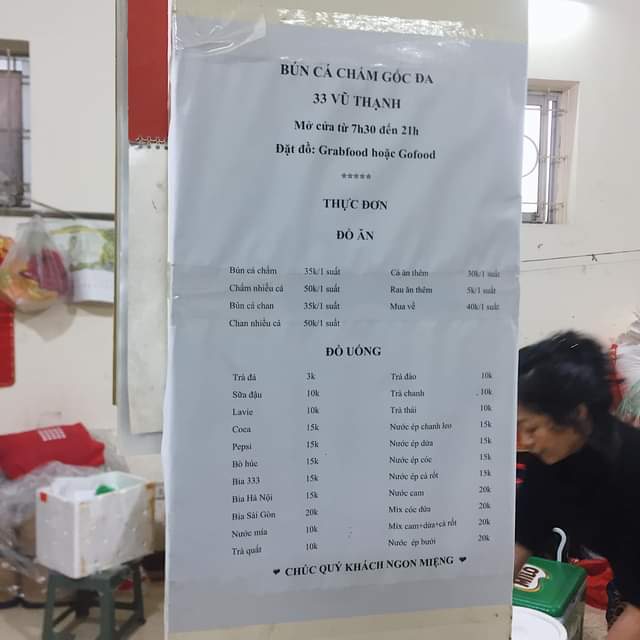 BÚN CÁ CHẤM GỐC ĐA
33 VŨ THẠNH
Mở cửa từ 7h30 đến 21h
Đặt đồ: Grabfood hoặc Gofood
*****
THỰC ĐƠN
ĐỒ ĂN
Bún cá chấm 35k/1 suất Cá ăn thêm 30k/1 suất
Chấm nhiều cá 50k/1 suất Rau ăn thêm 5k/1 suất
Bún cá chan 35k/1 suất Mua về 40k/1 suất
Chan nhiều cá 50k/1 suất
ĐỒ UỐNG
Trà đá 3k Trà đào 10k
Sữa đậu 10k Trà chanh 10k
Lavie 10k Trà thái 10k
Coca 15k Nước ép chanh leo 15k
Pepsi 15k Nước ép dứa 15k
Bò húc 15k Nước ép cóc 15k
Bia 333 15k Nước ép cà rốt 15k
Bia Hà Nội 15k Nước cam 20k
Bia Sài Gòn 20k Mix cóc dứa 20k
Nước mía 10k Mix cam+dứa+cà rốt 20k
Trà quất 10k Nước ép bưởi 20k
❤ CHÚC QUÝ KHÁCH NGON MIỆNG ❤
MILO